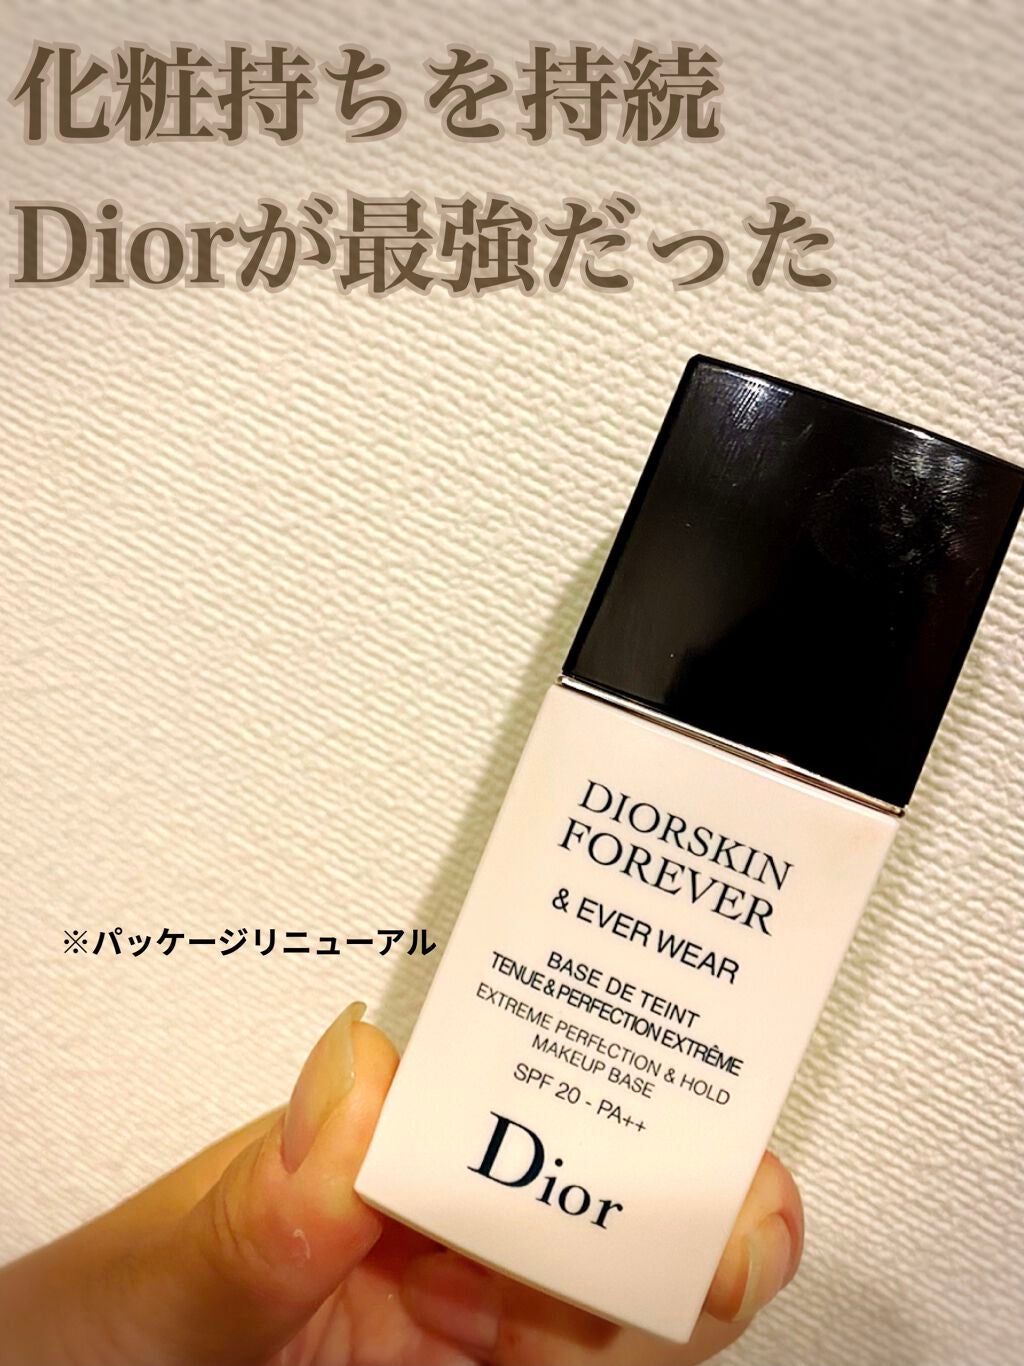 化粧持ちを持続
Diorが最強だった
DIORSKIN
FOREVER
& EVER WEAR
BASE DE TEINT
TENUE & PERFECTION EXTRÊME
EXTREME PERFECTION & HOLD
MAKEUP BASE
SPF 20 - PA++
Dior
※パッケージリニューアル